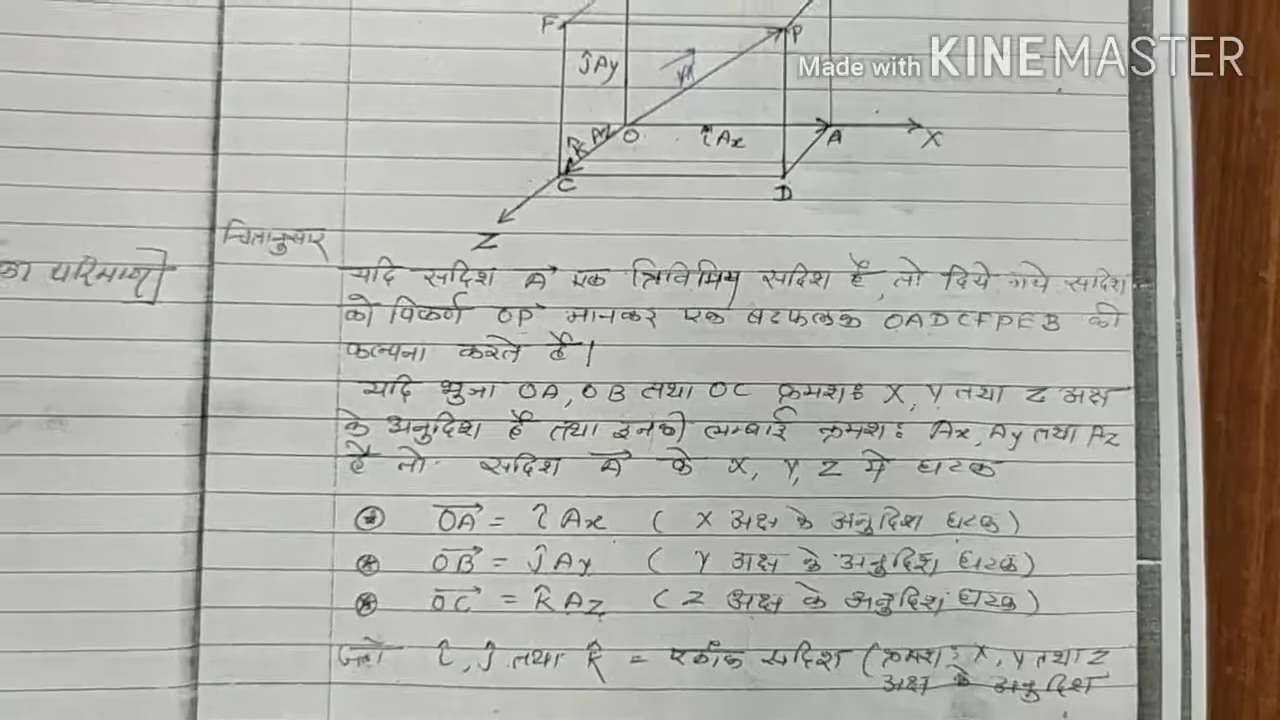 F
P
Made with KINEMASTER
ĵAy
A
O
îAx
A
X
k̂ Az
C
D
Z
चित्रानुसार
का परिमाण
यदि सदिश A एक त्रिविमिय सदिश है, तो दिये गये सदिश
को विकर्ण OP मानकर एक षटफलक OADCFPEB की
कल्पना करते है।
यदि भुजा OA, OB तथा OC क्रमशः X, Y तथा Z अक्ष
के अनुदिश है तथा इनकी लम्बाई क्रमशः Ax, Ay तथा Az
है तो सदिश A के X, Y, Z में घटक
OA = î Ax ( X अक्ष के अनुदिश घटक)
OB = ĵ Ay ( Y अक्ष के अनुदिश घटक)
OC = k̂ Az ( Z अक्ष के अनुदिश घटक)
जहाँ î, ĵ तथा k̂ = एकांक सदिश (क्रमशः X, Y तथा Z
अक्ष के अनुदिश